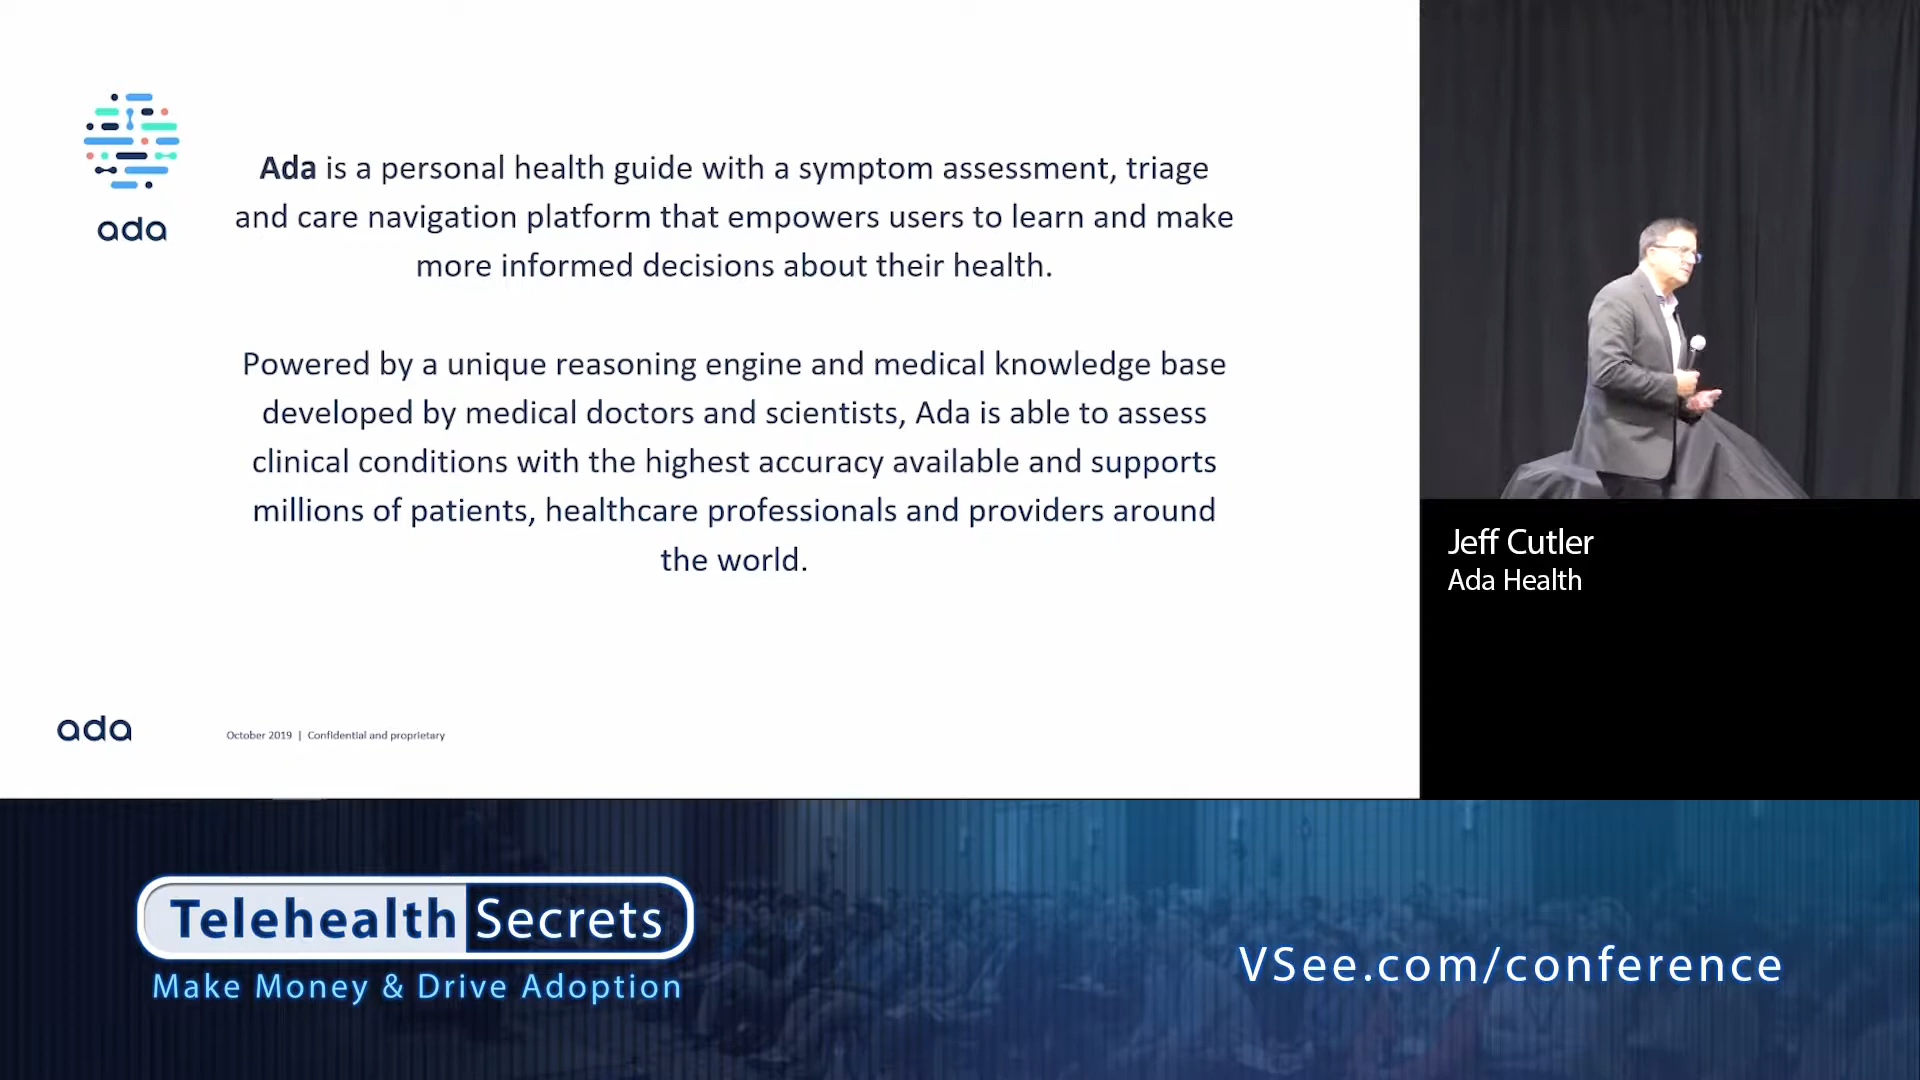 ada
Ada is a personal health guide with a symptom assessment, triage
and care navigation platform that empowers users to learn and make
more informed decisions about their health.
Powered by a unique reasoning engine and medical knowledge base
developed by medical doctors and scientists, Ada is able to assess
clinical conditions with the highest accuracy available and supports
millions of patients, healthcare professionals and providers around
the world.
ada
October 2019 | Confidential and proprietary
Jeff Cutler
Ada Health
Telehealth Secrets
Make Money & Drive Adoption
VSee.com/conference